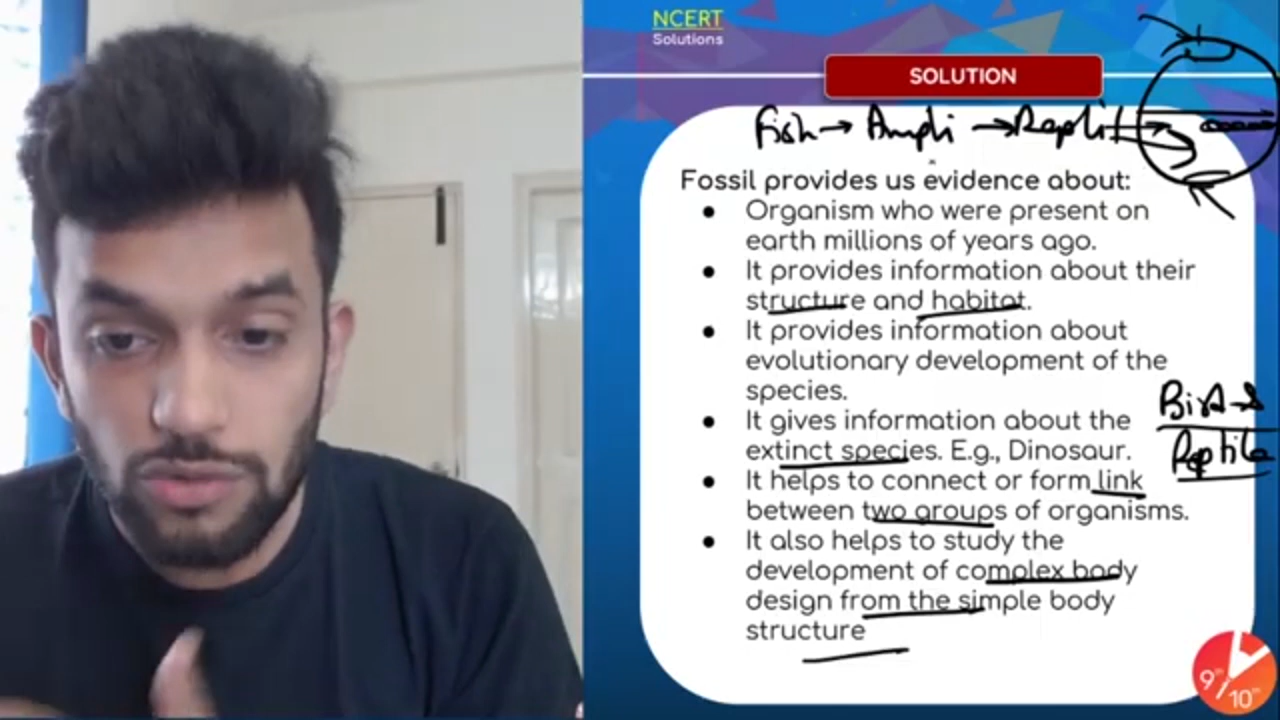 NCERT
Solutions
SOLUTION
Fish → Amphi → Reptil
Fossil provides us evidence about:
● Organism who were present on
earth millions of years ago.
● It provides information about their
structure and habitat.
● It provides information about
evolutionary development of the
species.
● It gives information about the
extinct species. E.g., Dinosaur.
● It helps to connect or form link
between two groups of organisms.
● It also helps to study the
development of complex body
design from the simple body
structure
Birds
Reptile
9th/10th